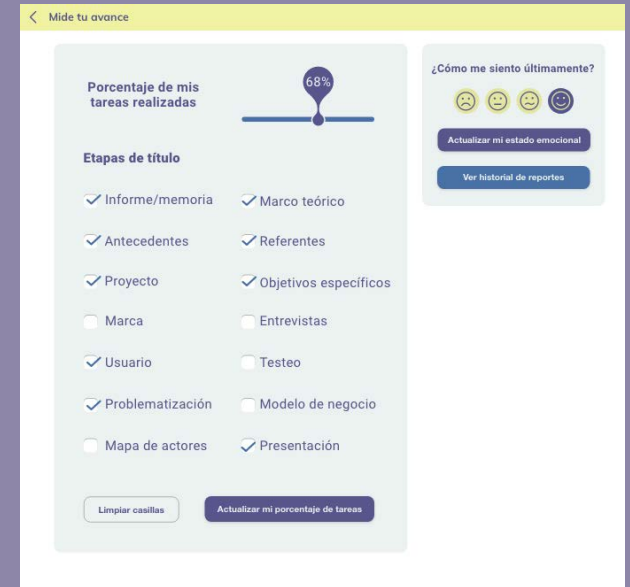 Mide tu avance
Porcentaje de mis
tareas realizadas
68%
Etapas de título
Informe/memoria
Marco teórico
Antecedentes
Referentes
Proyecto
Objetivos específicos
Marca
Entrevistas
Usuario
Testeo
Problematización
Modelo de negocio
Mapa de actores
Presentación
Limpiar casillas
Actualizar mi porcentaje de tareas
¿Cómo me siento últimamente?
Actualizar mi estado emocional
Ver historial de reportes